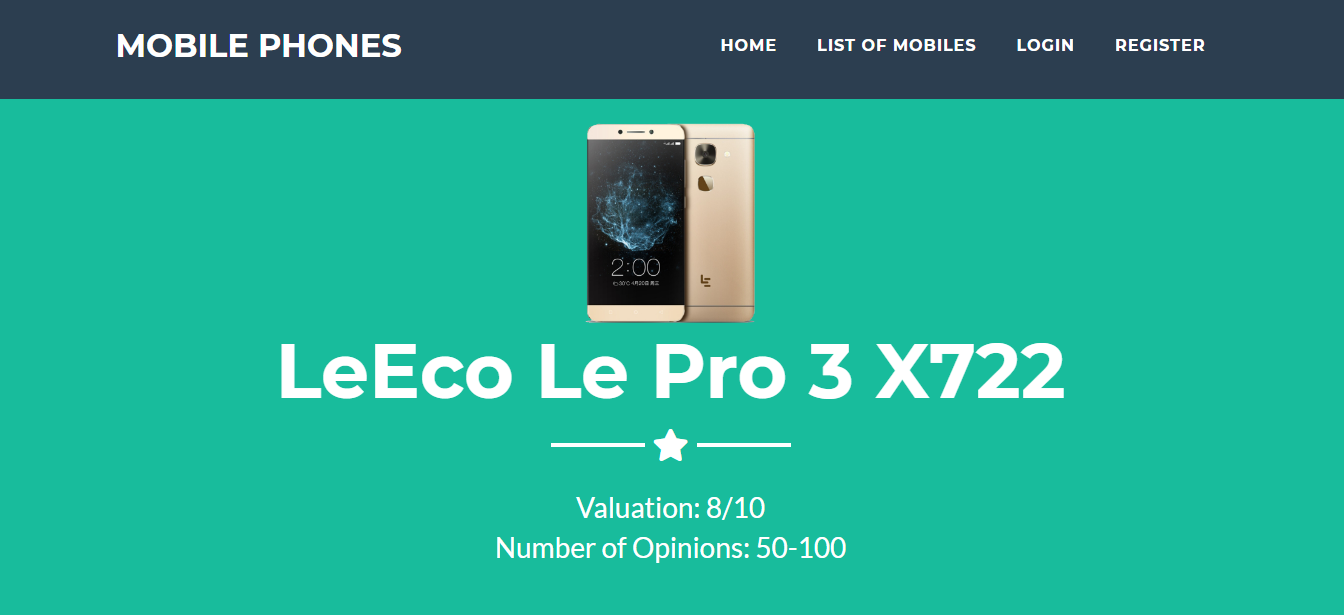 MOBILE PHONES
HOME
LIST OF MOBILES
LOGIN
REGISTER
2:00
LeEco Le Pro 3 X722
Valuation: 8/10
Number of Opinions: 50-100